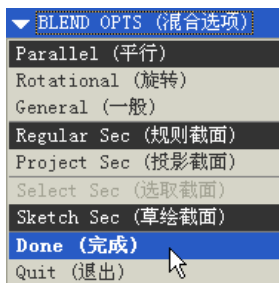 BLEND OPTS (混合选项)
Parallel (平行)
Rotational (旋转)
General (一般)
Regular Sec (规则截面)
Project Sec (投影截面)
Select Sec (选取截面)
Sketch Sec (草绘截面)
Done (完成)
Quit (退出)